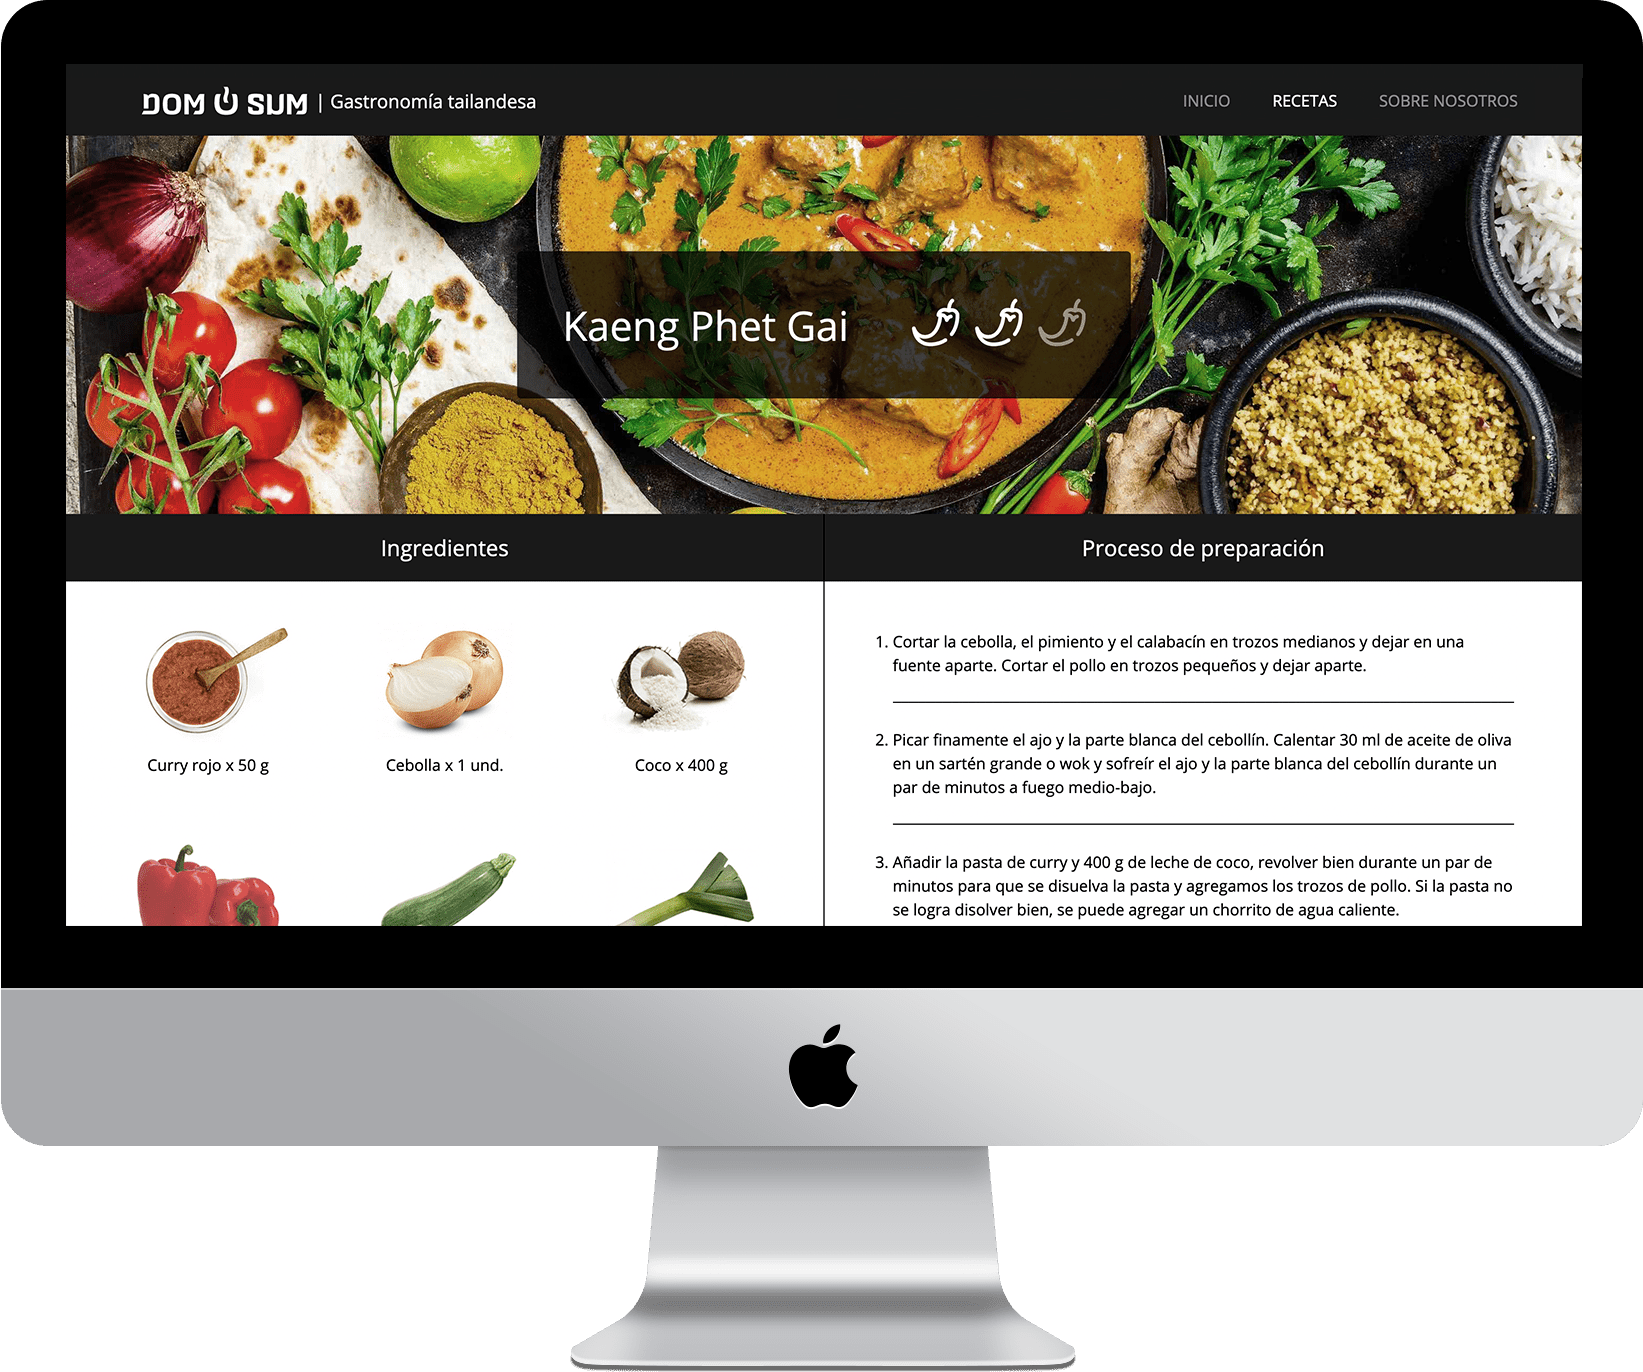 DOM SUM | Gastronomía tailandesa
INICIO RECETAS SOBRE NOSOTROS
Kaeng Phet Gai
Ingredientes
Curry rojo x 50 g
Cebolla x 1 und.
Coco x 400 g
Proceso de preparación
1. Cortar la cebolla, el pimiento y el calabacín en trozos medianos y dejar en una
fuente aparte. Cortar el pollo en trozos pequeños y dejar aparte.
2. Picar finamente el ajo y la parte blanca del cebollín. Calentar 30 ml de aceite de oliva
en un sartén grande o wok y sofreír el ajo y la parte blanca del cebollín durante un
par de minutos a fuego medio-bajo.
3. Añadir la pasta de curry y 400 g de leche de coco, revolver bien durante un par de
minutos para que se disuelva la pasta y agregamos los trozos de pollo. Si la pasta no
se logra disolver bien, se puede agregar un chorrito de agua caliente.